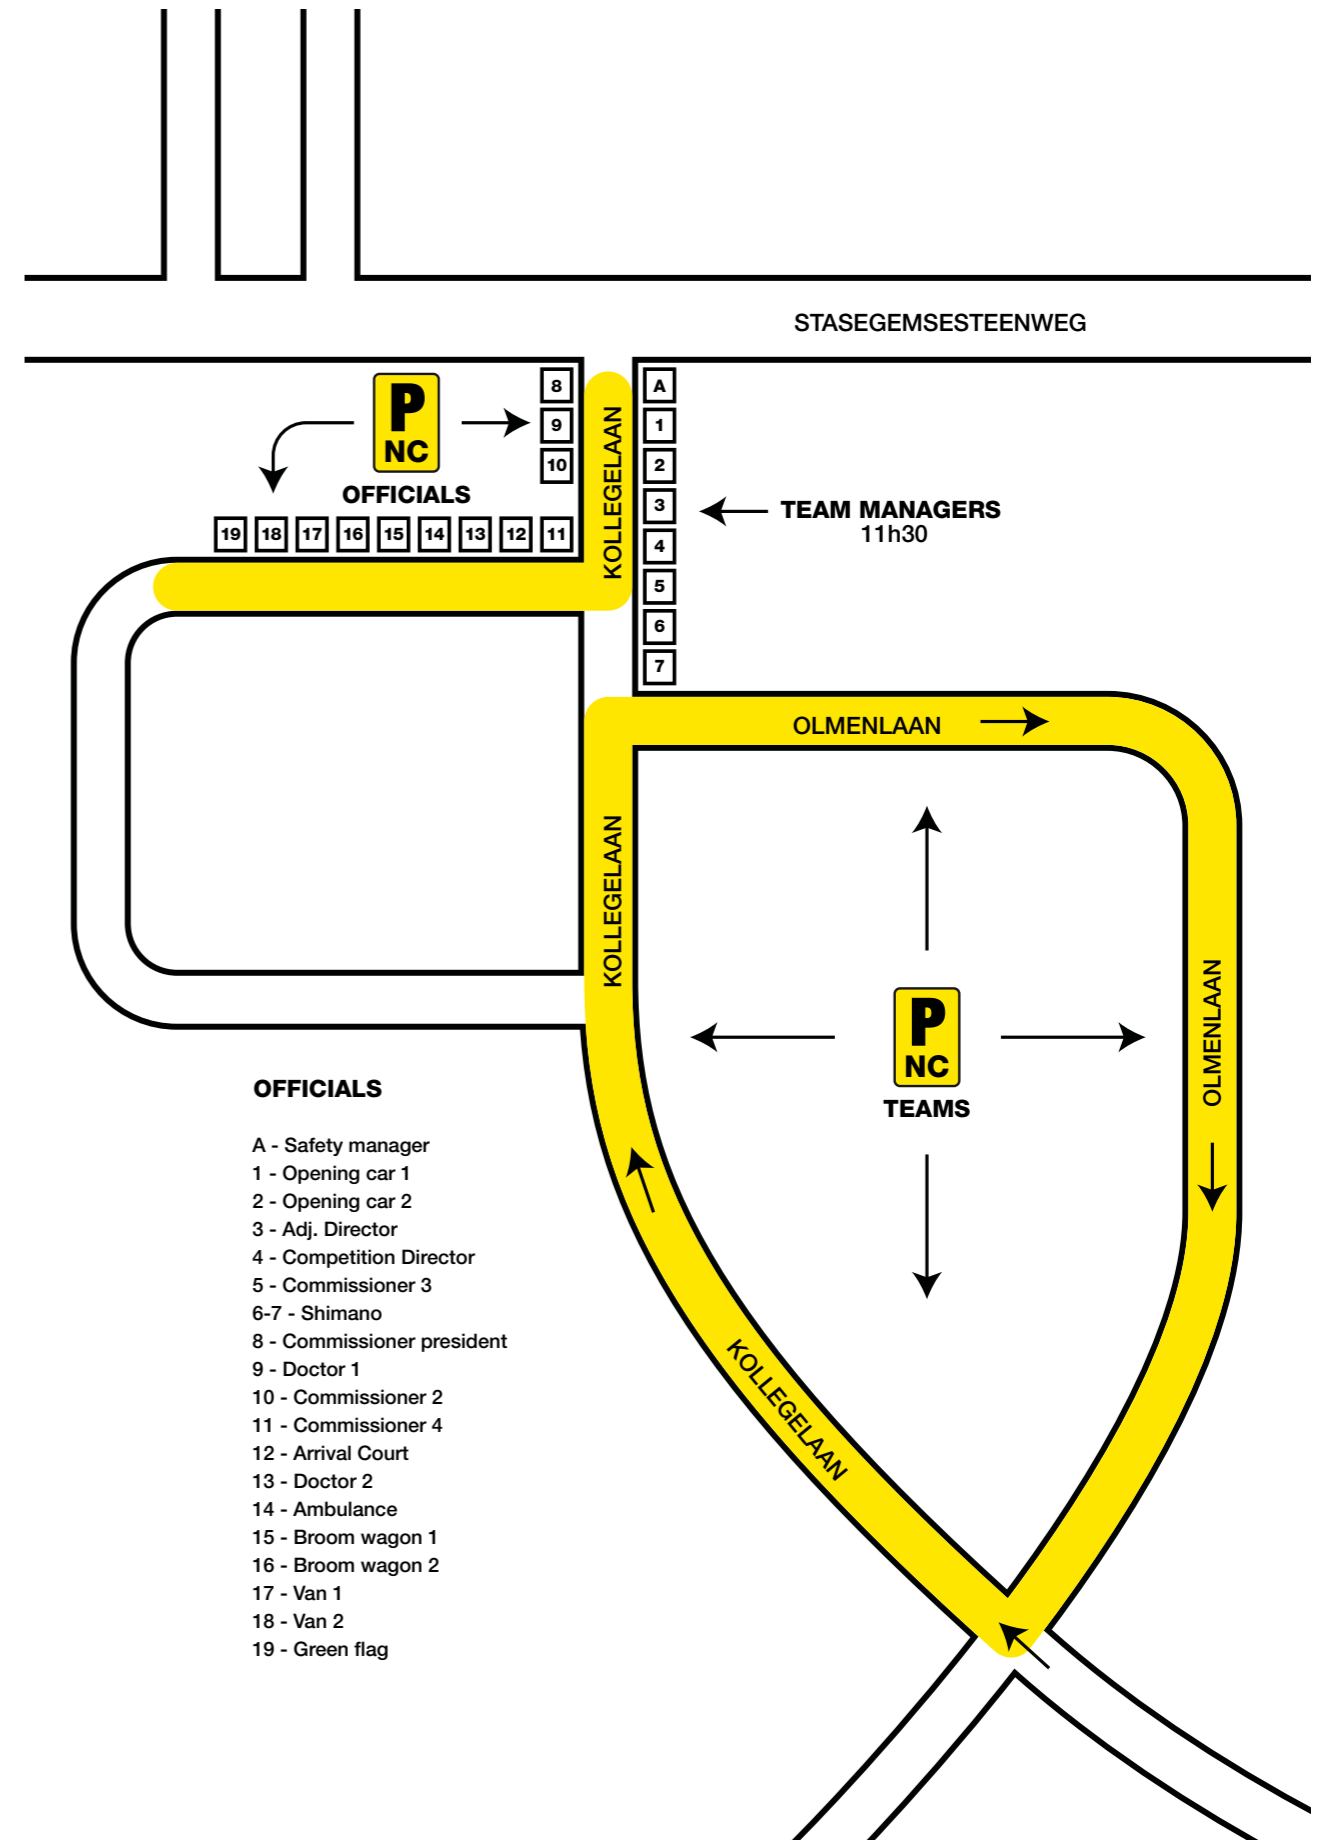 STASEGEMSESTEENWEG
P
NC
OFFICIALS
8
9
10
19 18 17 16 15 14 13 12 11
KOLLEGELAAN
A
1
2
3
4
5
6
7
TEAM MANAGERS
11h30
OLMENLAAN
KOLLEGELAAN
OLMENLAAN
P
NC
TEAMS
KOLLEGELAAN
OFFICIALS
A - Safety manager
1 - Opening car 1
2 - Opening car 2
3 - Adj. Director
4 - Competition Director
5 - Commissioner 3
6-7 - Shimano
8 - Commissioner president
9 - Doctor 1
10 - Commissioner 2
11 - Commissioner 4
12 - Arrival Court
13 - Doctor 2
14 - Ambulance
15 - Broom wagon 1
16 - Broom wagon 2
17 - Van 1
18 - Van 2
19 - Green flag